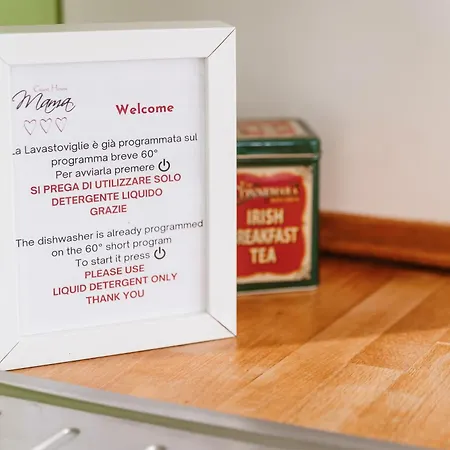 Guest House
Mama
Welcome
La Lavastoviglie è già programmata sul
programma breve 60°
Per avviarla premere
SI PREGA DI UTILIZZARE SOLO
DETERGENTE LIQUIDO
GRAZIE
The dishwasher is already programmed
on the 60° short program
To start it press
PLEASE USE
LIQUID DETERGENT ONLY
THANK YOU
IRISH
BREAKFAST
TEA